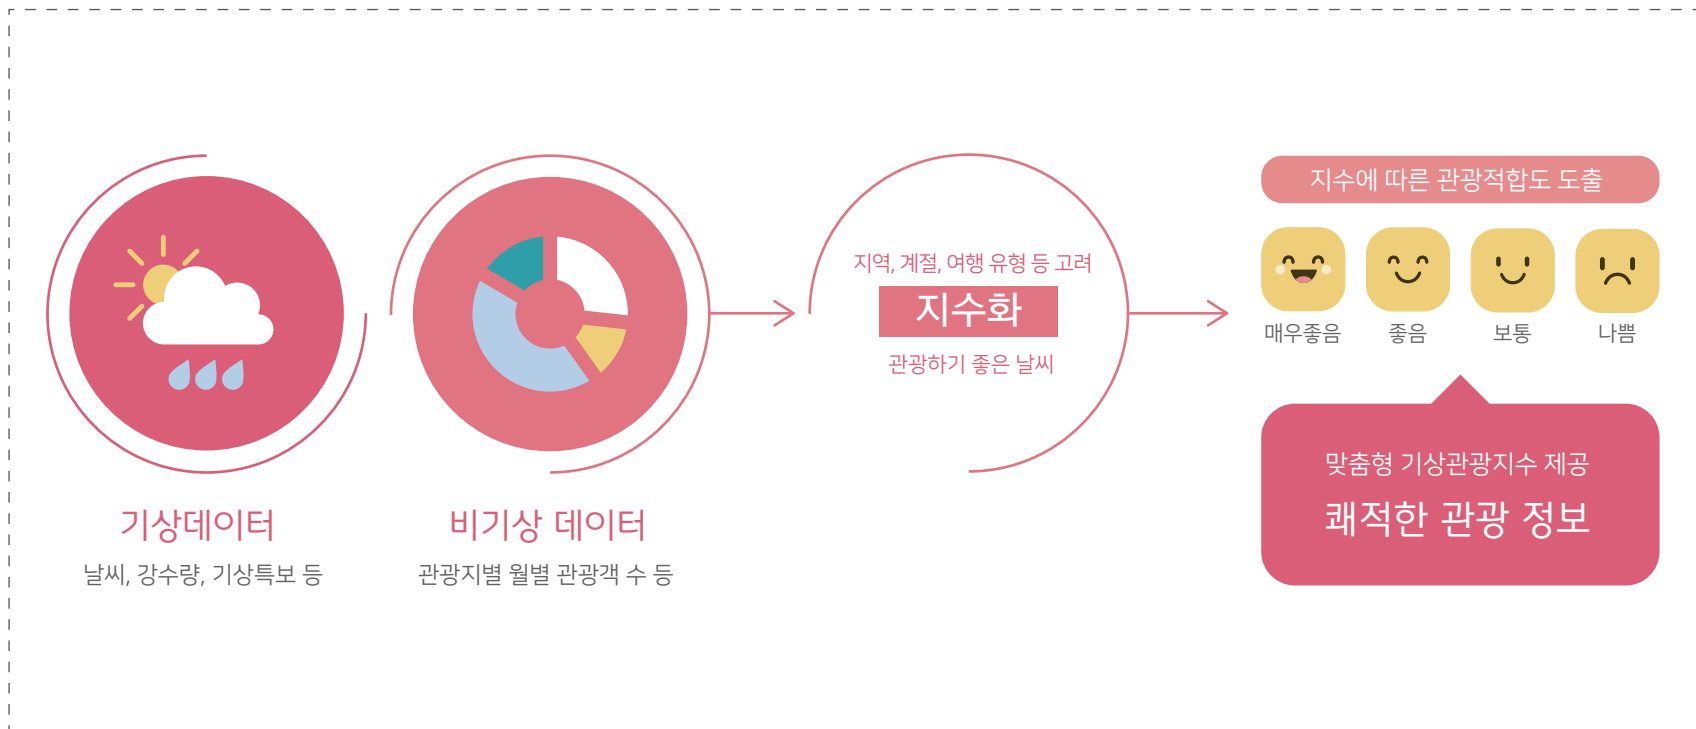 기상데이터
날씨, 강수량, 기상특보 등
비기상 데이터
관광지별 월별 관광객 수 등
지역, 계절, 여행 유형 등 고려
지수화
관광하기 좋은 날씨
지수에 따른 관광적합도 도출
매우좋음
좋음
보통
나쁨
맞춤형 기상관광지수 제공
쾌적한 관광 정보